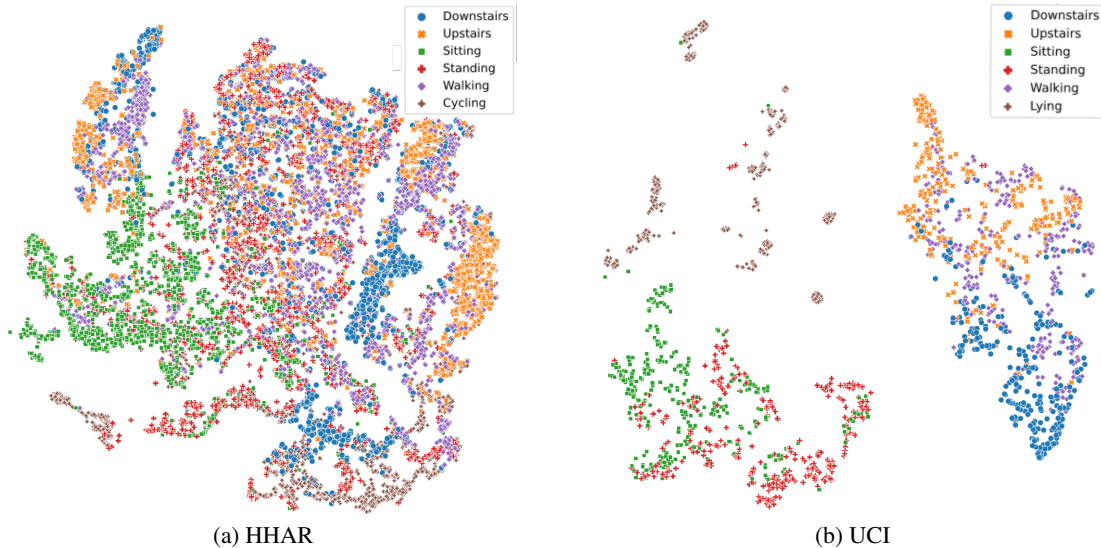 Downstairs
Upstairs
Sitting
Standing
Walking
Cycling
Downstairs
Upstairs
Sitting
Standing
Walking
Lying
(a) HHAR
(b) UCI